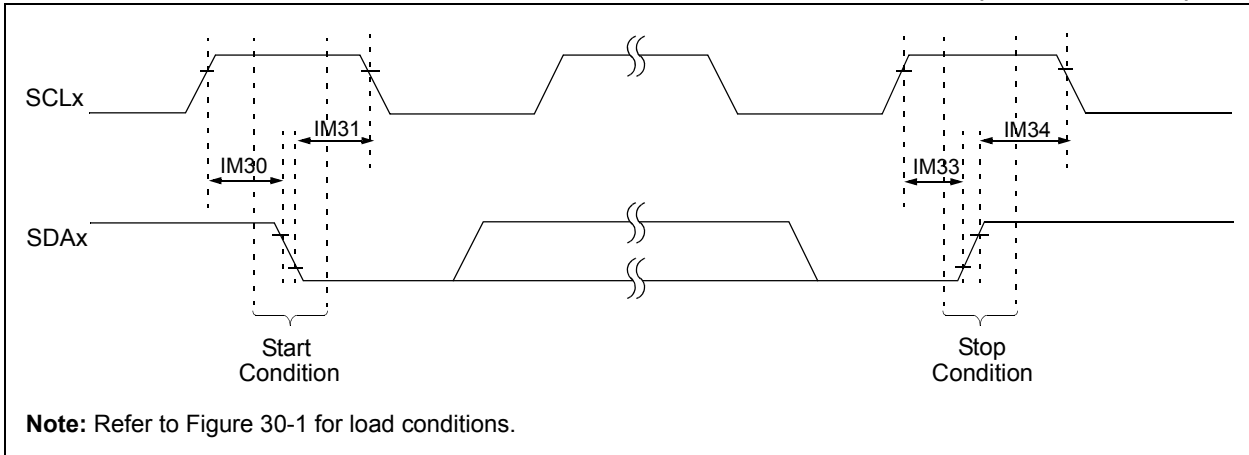 SCLx
IM31
IM34
IM30
IM33
SDAx
Start
Condition
Stop
Condition
Note: Refer to Figure 30-1 for load conditions.